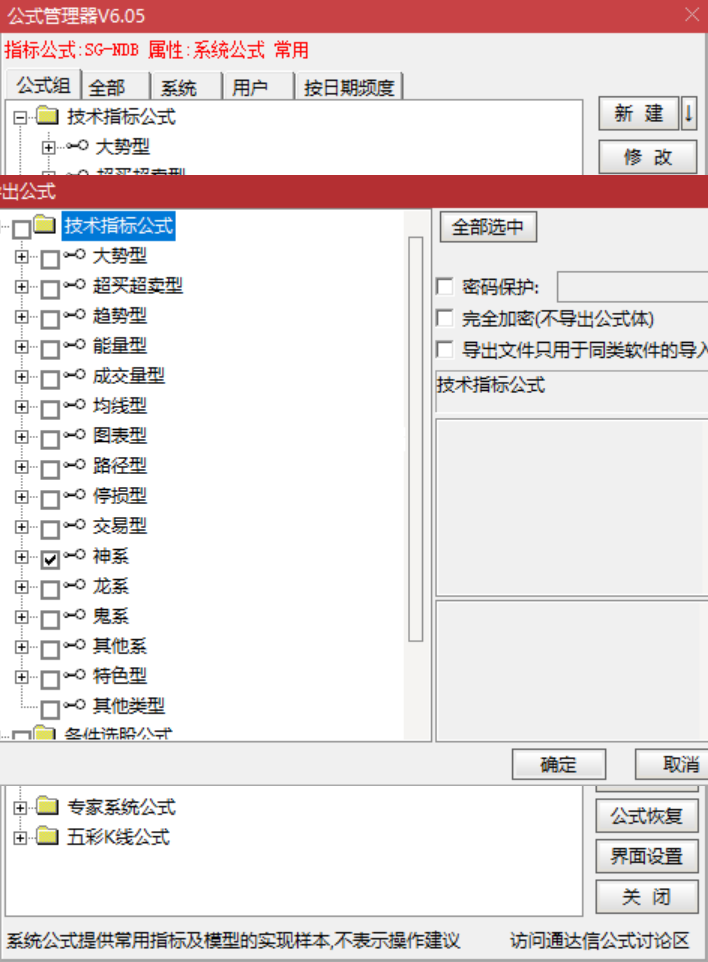 公式管理器V6.05
指标公式:SG-NDB 属性:系统公式 常用
公式组 全部 系统 用户 按日期频度
技术指标公式
新 建 ↓
大势型
修 改
超买超卖型
出公式
技术指标公式
全部选中
大势型
超买超卖型
密码保护:
趋势型
完全加密(不导出公式体)
能量型
导出文件只用于同类软件的导入
成交量型
技术指标公式
均线型
图表型
路径型
停损型
交易型
神系
龙系
鬼系
其他系
特色型
其他类型
条件选股公式
确定 取消
专家系统公式
公式恢复
五彩K线公式
界面设置
关 闭
系统公式提供常用指标及模型的实现样本,不表示操作建议 访问通达信公式讨论区